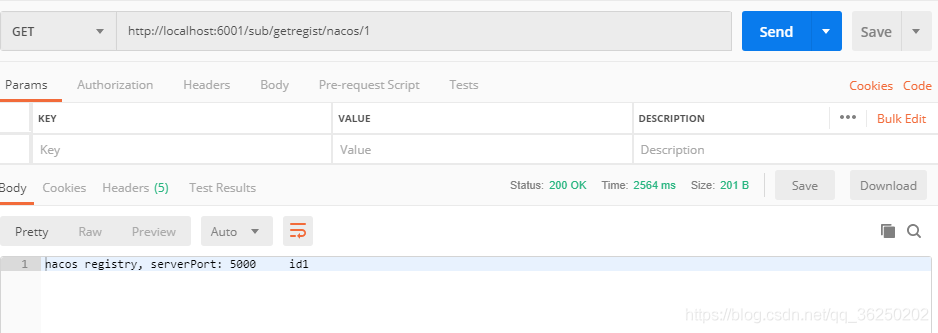 GET http://localhost:6001/sub/getregist/nacos/1 Send Save
Params Authorization Headers Body Pre-request Script Tests Cookies Code
KEY VALUE DESCRIPTION ••• Bulk Edit
Key Value Description
Body Cookies Headers (5) Test Results Status: 200 OK Time: 2564 ms Size: 201 B Save Download
Pretty Raw Preview Auto
1 nacos registry, serverPort: 5000 id1
https://blog.csdn.net/qq_36250202